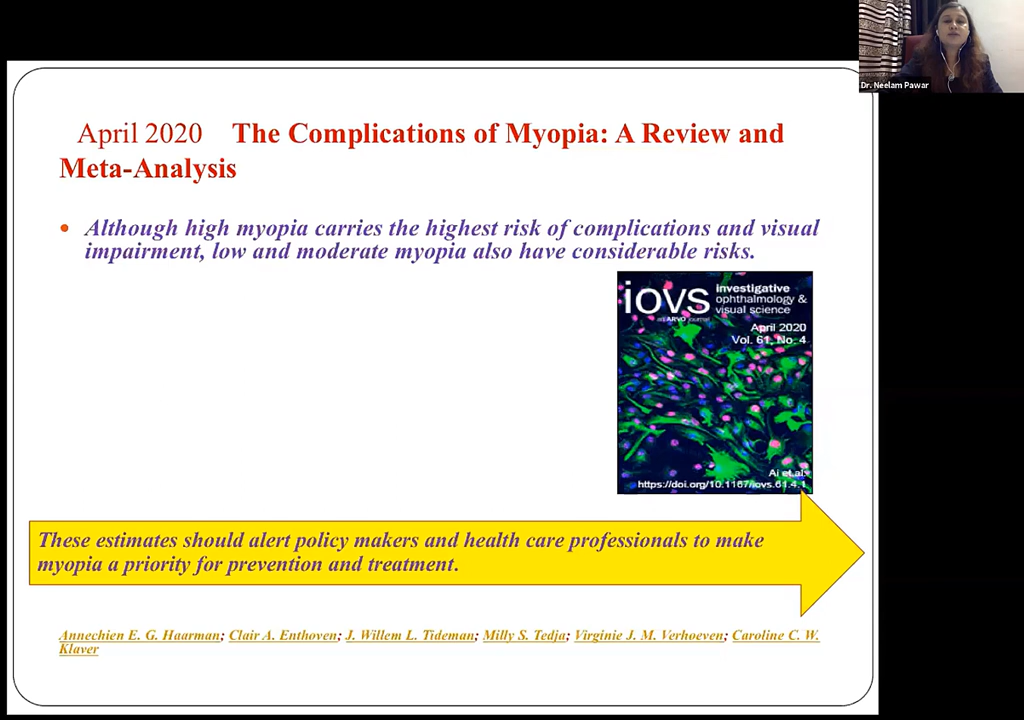 Dr. Neelam Pawar
April 2020 The Complications of Myopia: A Review and
Meta-Analysis
Although high myopia carries the highest risk of complications and visual
impairment, low and moderate myopia also have considerable risks.
iovs investigative
ophthalmology &
visual science
an ARVO journal
April 2020
Vol. 61, No. 4
Ai et al.
https://doi.org/10.1167/iovs.61.4.1
These estimates should alert policy makers and health care professionals to make
myopia a priority for prevention and treatment.
Annechien E. G. Haarman; Clair A. Enthoven; J. Willem L. Tideman; Milly S. Tedja; Virginie J. M. Verhoeven; Caroline C. W.
Klaver